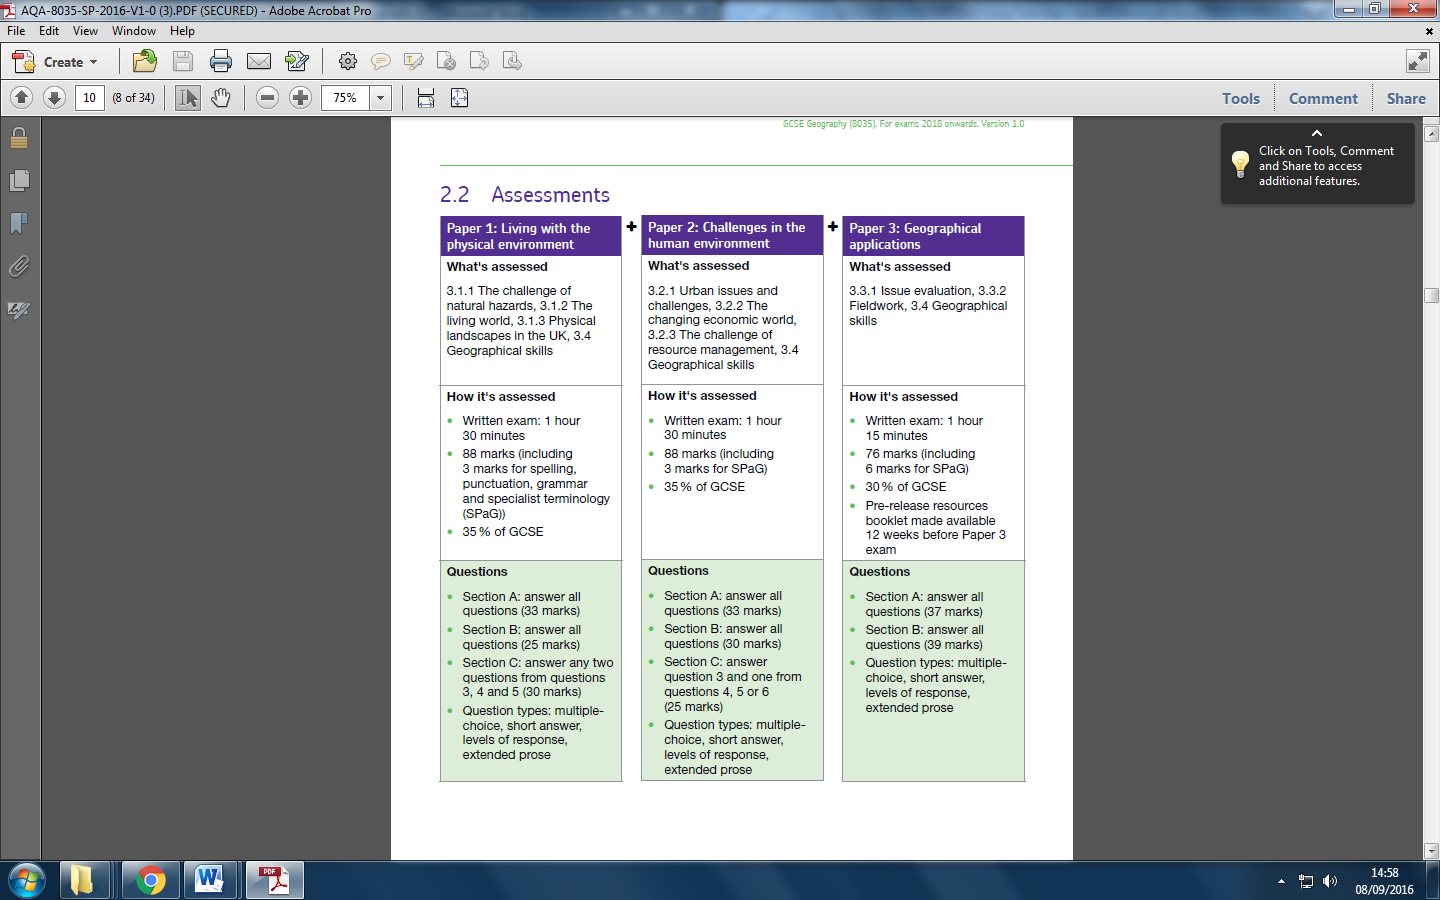 AQA-8035-SP-2016-V1-0 (3).PDF (SECURED) - Adobe Acrobat Pro
File Edit View Window Help
Create
10 (8 of 34) 75% Tools Comment Share
GCSE Geography (8035). For exams 2018 onwards. Version 1.0
Click on Tools, Comment
and Share to access
additional features.
2.2 Assessments
Paper 1: Living with the
physical environment
What's assessed
3.1.1 The challenge of
natural hazards, 3.1.2 The
living world, 3.1.3 Physical
landscapes in the UK, 3.4
Geographical skills
How it's assessed
• Written exam: 1 hour
30 minutes
• 88 marks (including
3 marks for spelling,
punctuation, grammar
and specialist terminology
(SPaG))
• 35 % of GCSE
Questions
• Section A: answer all
questions (33 marks)
• Section B: answer all
questions (25 marks)
• Section C: answer any two
questions from questions
3, 4 and 5 (30 marks)
• Question types: multiple-
choice, short answer,
levels of response,
extended prose
+
Paper 2: Challenges in the
human environment
What's assessed
3.2.1 Urban issues and
challenges, 3.2.2 The
changing economic world,
3.2.3 The challenge of
resource management, 3.4
Geographical skills
How it's assessed
• Written exam: 1 hour
30 minutes
• 88 marks (including
3 marks for SPaG)
• 35 % of GCSE
Questions
• Section A: answer all
questions (33 marks)
• Section B: answer all
questions (30 marks)
• Section C: answer
question 3 and one from
questions 4, 5 or 6
(25 marks)
• Question types: multiple-
choice, short answer,
levels of response,
extended prose
+
Paper 3: Geographical
applications
What's assessed
3.3.1 Issue evaluation, 3.3.2
Fieldwork, 3.4 Geographical
skills
How it's assessed
• Written exam: 1 hour
15 minutes
• 76 marks (including
6 marks for SPaG)
• 30 % of GCSE
• Pre-release resources
booklet made available
12 weeks before Paper 3
exam
Questions
• Section A: answer all
questions (37 marks)
• Section B: answer all
questions (39 marks)
• Question types: multiple-
choice, short answer,
levels of response,
extended prose
PDF
14:58
08/09/2016